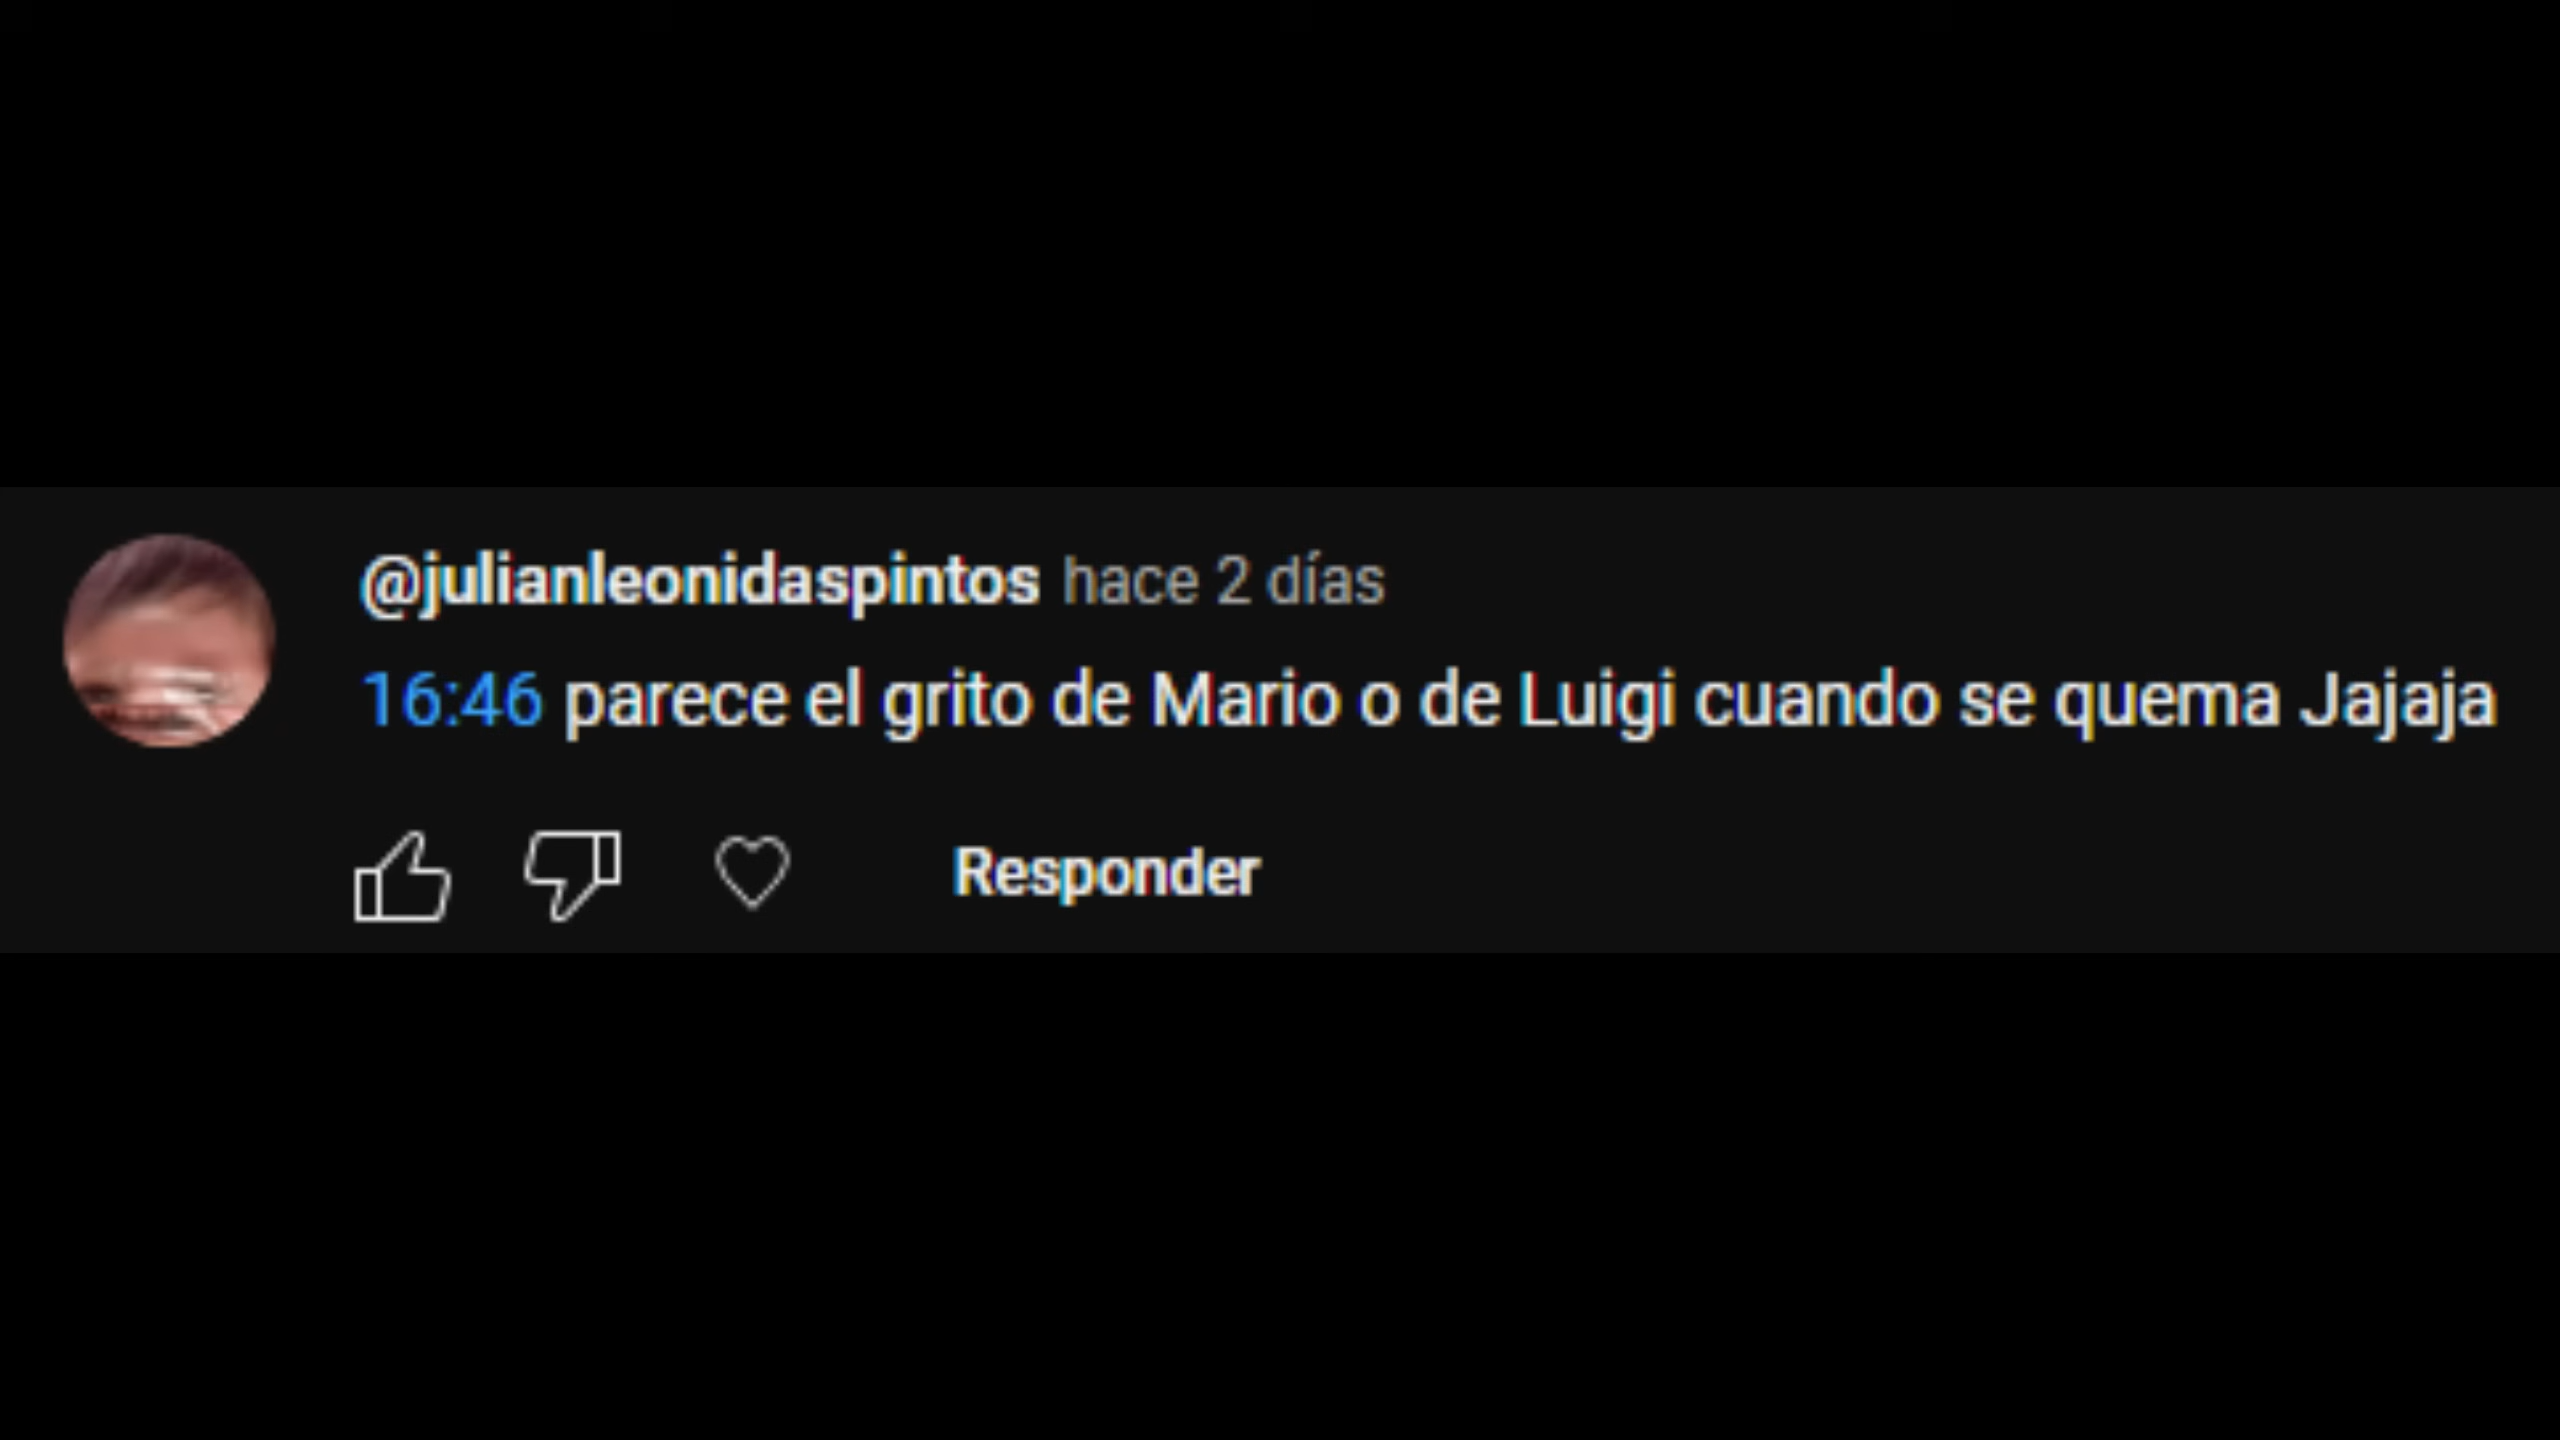 @julianleonidaspintos hace 2 días
16:46 parece el grito de Mario o de Luigi cuando se quema Jajaja
Responder